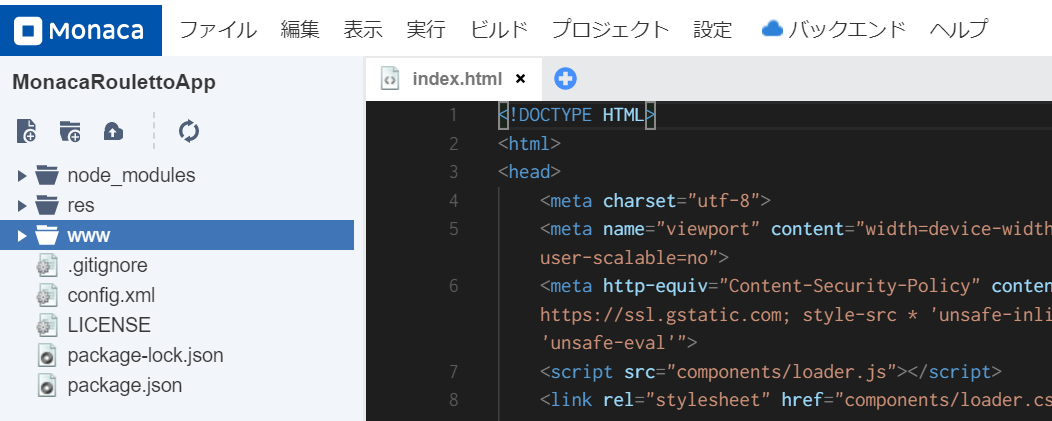 Monaca ファイル 編集 表示 実行 ビルド プロジェクト 設定 バックエンド ヘルプ
MonacaRoulettoApp
node_modules
res
www
.gitignore
config.xml
LICENSE
package-lock.json
package.json
index.html ×
1 <!DOCTYPE HTML>
2 <html>
3 <head>
4 <meta charset="utf-8">
5 <meta name="viewport" content="width=device-width
user-scalable=no">
6 <meta http-equiv="Content-Security-Policy" conten
https://ssl.gstatic.com; style-src * 'unsafe-inli
'unsafe-eval'">
7 <script src="components/loader.js"></script>
8 <link rel="stylesheet" href="components/loader.cs